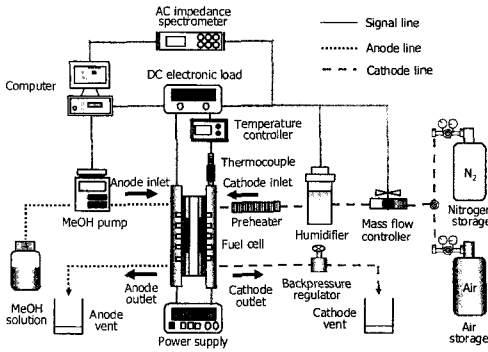 AC impedance
spectrometer
Signal line
Anode line
Cathode line
Computer
DC electronic load
Temperature
controller
Thermocouple
Anode inlet
Cathode inlet
MeOH pump
Preheater
Humidifier
Mass flow
controller
N2
Nitrogen
storage
Fuel cell
MeOH
solution
Anode
outlet
Cathode
outlet
Backpressure
regulator
Anode
vent
Cathode
vent
Power supply
Air
Air
storage